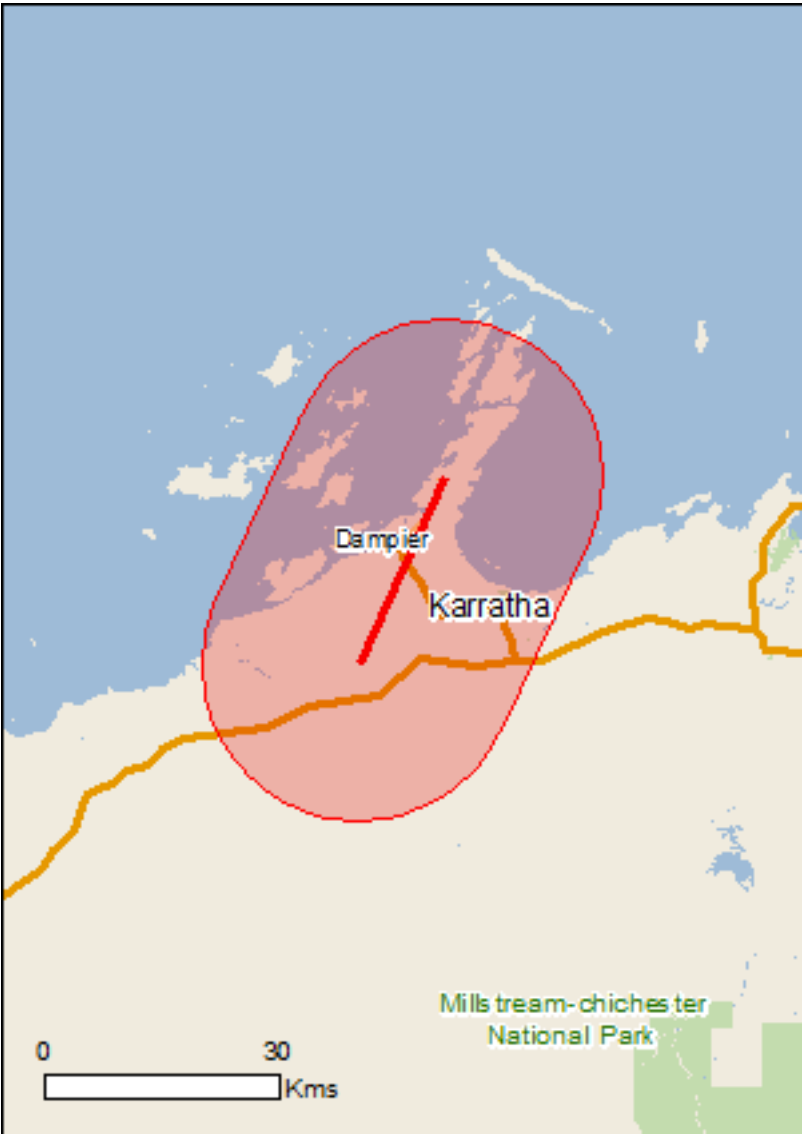 Dampier
Karratha
Millstream-chichester
National Park
0 30
Kms